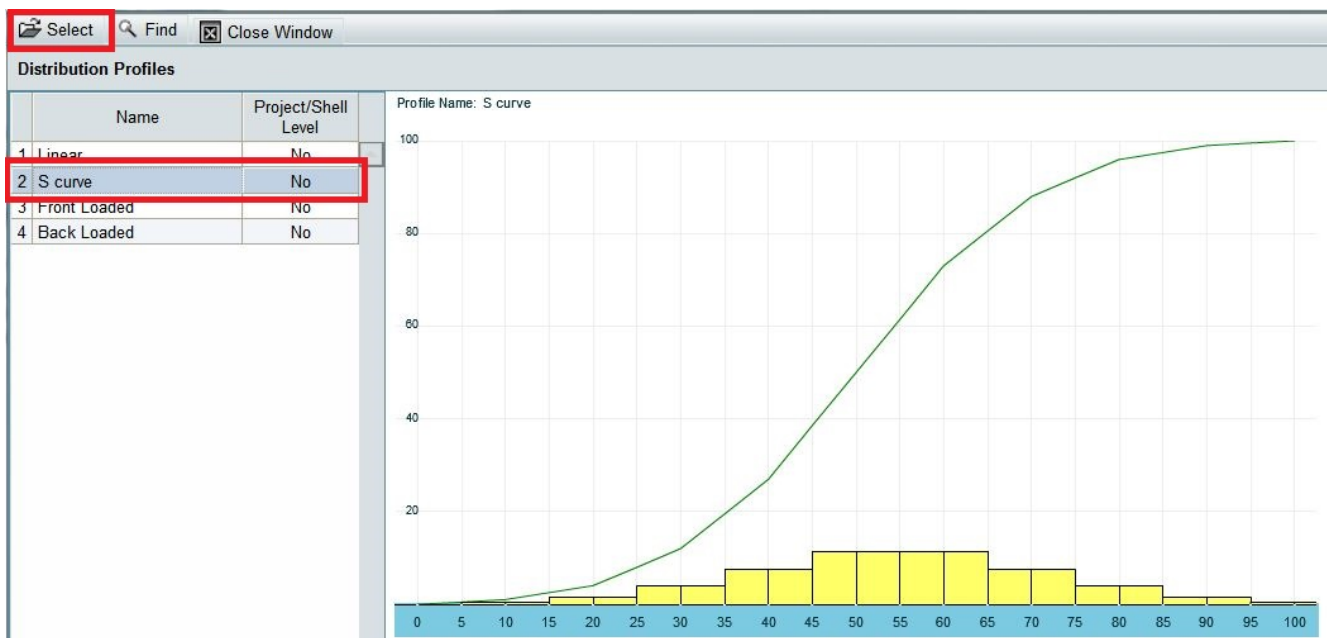 Select Find Close Window
Distribution Profiles
Name Project/Shell Level
1 Linear No
2 S curve No
3 Front Loaded No
4 Back Loaded No
Profile Name: S curve
100
80
60
40
20
0 5 10 15 20 25 30 35 40 45 50 55 60 65 70 75 80 85 90 95 100